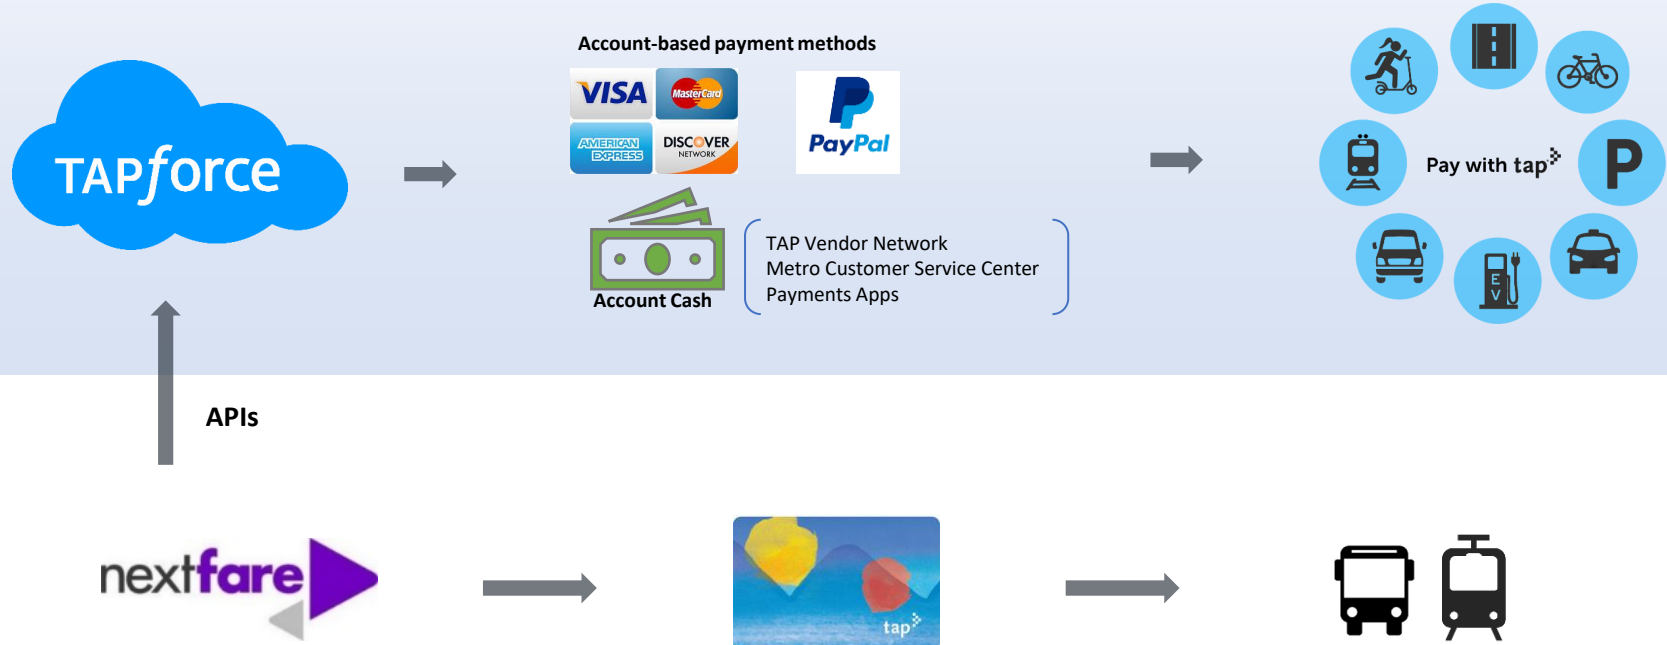 Account-based payment methods
VISA
MasterCard
AMERICAN
EXPRESS
DISCOVER
NETWORK
PayPal
TAPforce
Pay with tap
P
TAP Vendor Network
Metro Customer Service Center
Payments Apps
Account Cash
E
V
APIs
nextfare
tap